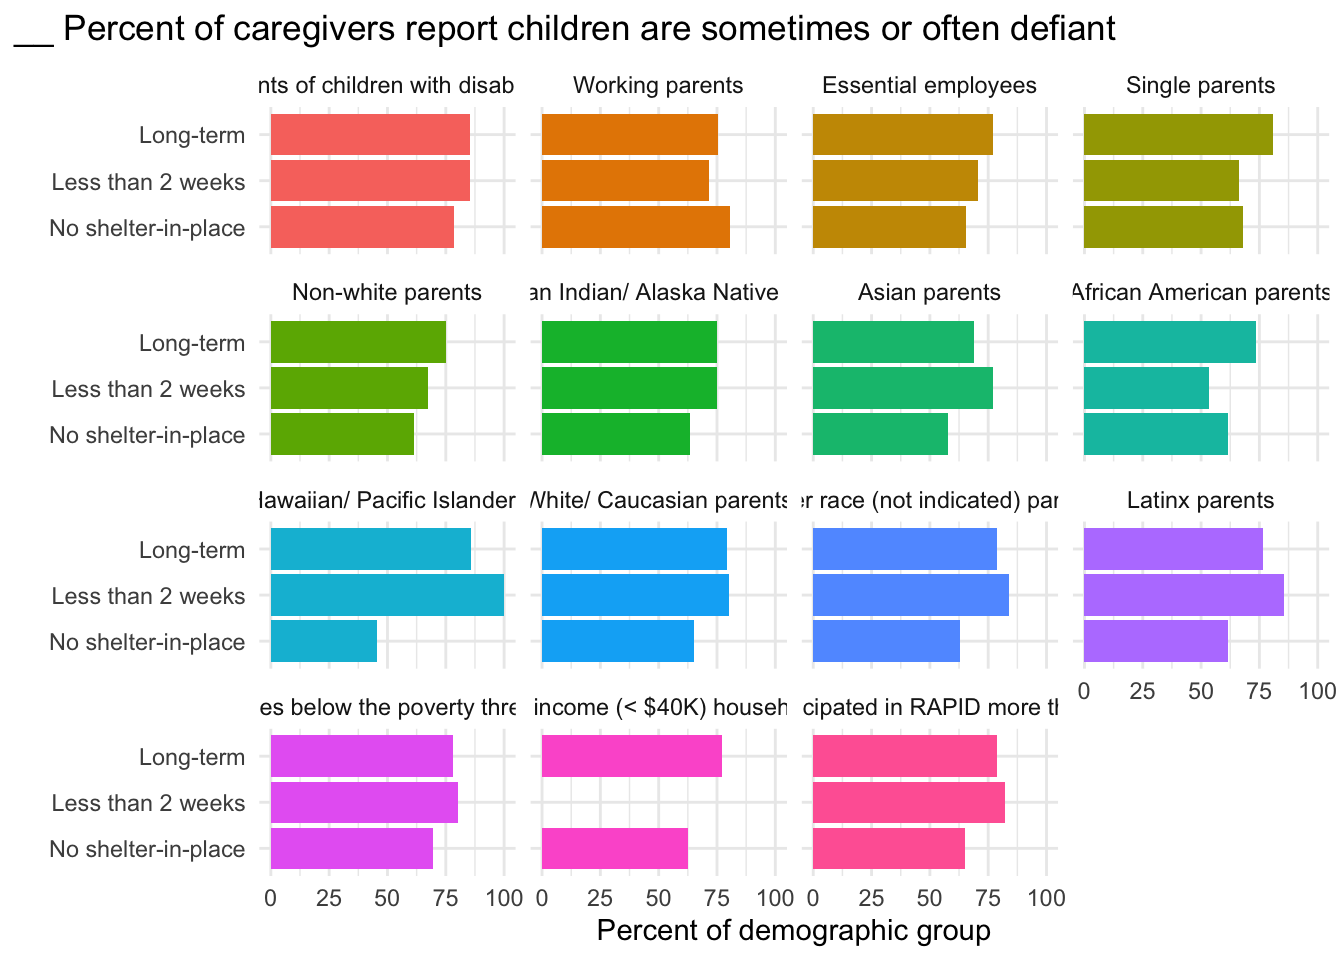 __ Percent of caregivers report children are sometimes or often defiant
nts of children with disab
Working parents
Essential employees
Single parents
Long-term
Less than 2 weeks
No shelter-in-place
Non-white parents
an Indian/ Alaska Native
Asian parents
African American parents
Long-term
Less than 2 weeks
No shelter-in-place
Hawaiian/ Pacific Islander
White/ Caucasian parents
er race (not indicated) par
Latinx parents
Long-term
Less than 2 weeks
No shelter-in-place
0 25 50 75 100
es below the poverty thre
income (< $40K) househ
cipated in RAPID more th
Long-term
Less than 2 weeks
No shelter-in-place
0 25 50 75 100
0 25 50 75 100
0 25 50 75 100
Percent of demographic group